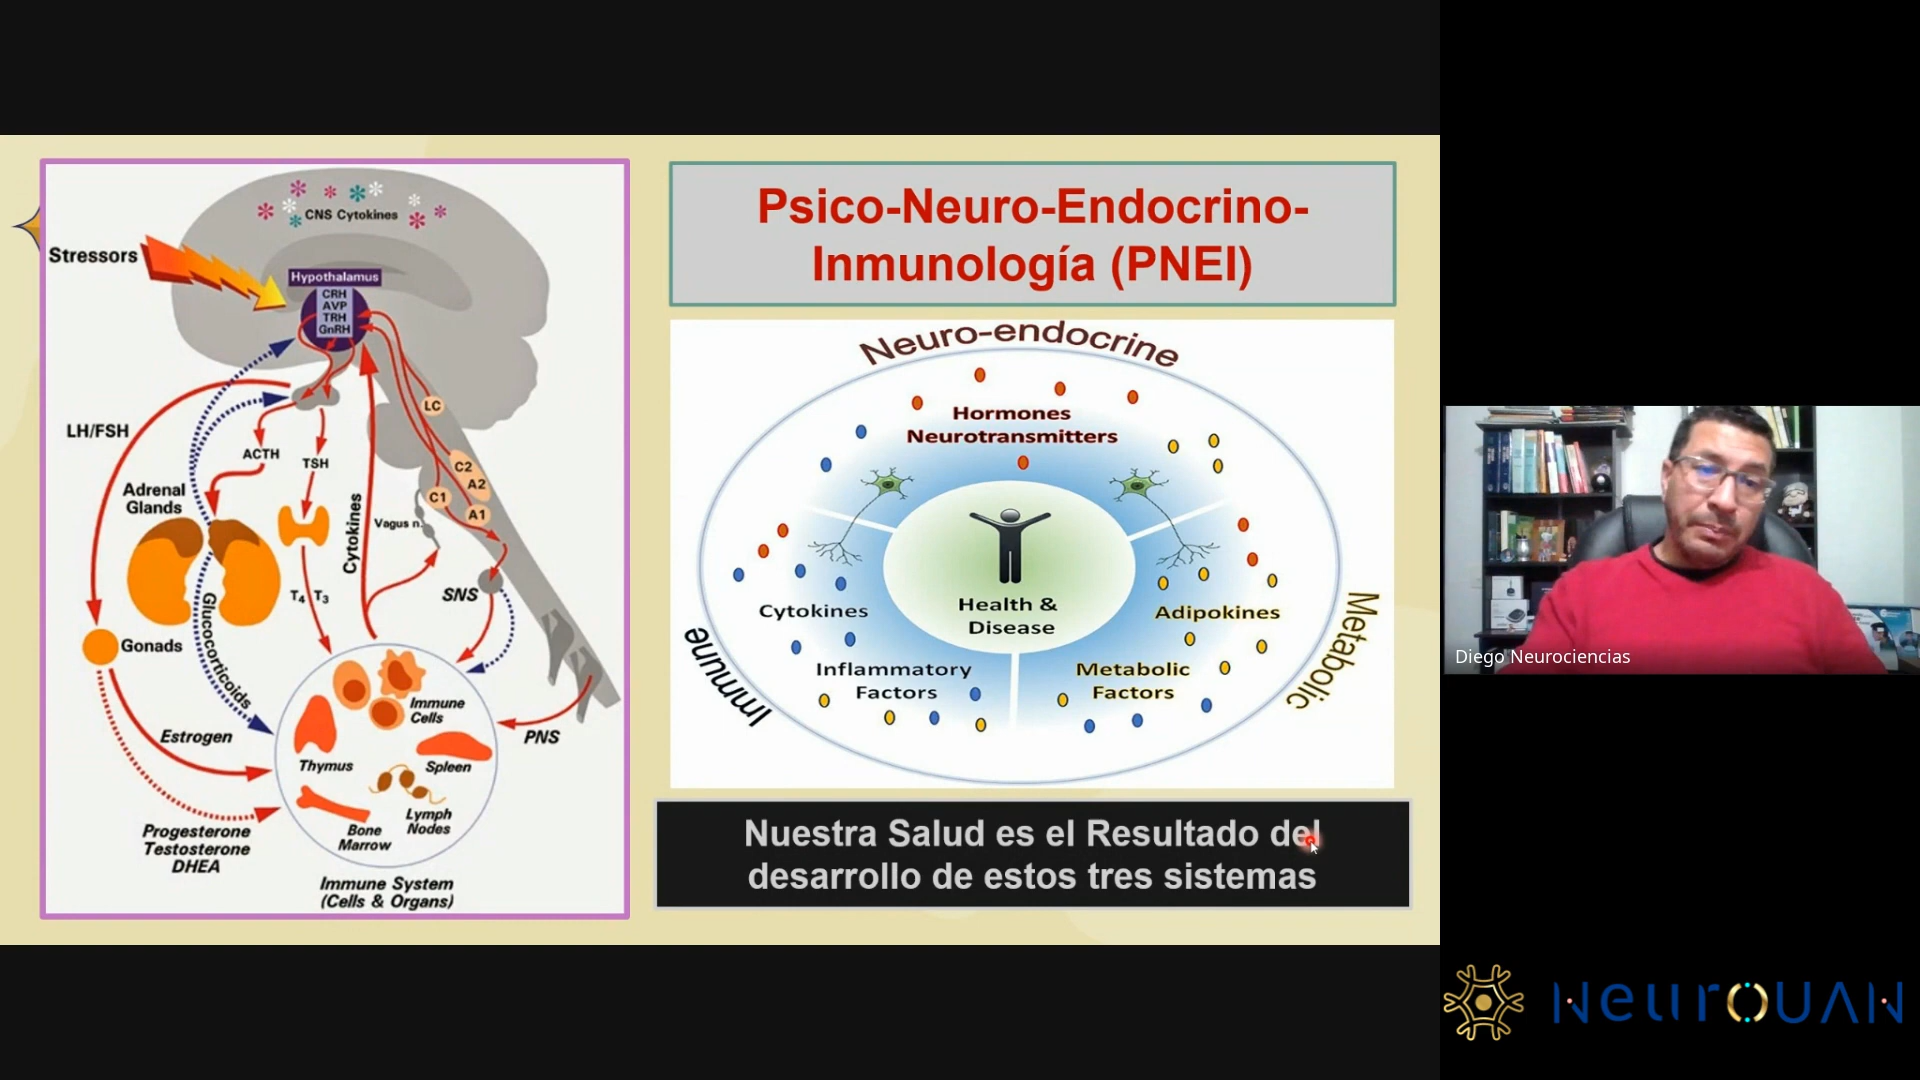 CNS Cytokines
Stressors
Hypothalamus
CRH
AVP
TRH
GnRH
LC
LH/FSH
ACTH
TSH
C2
A2
C1
A1
Adrenal
Glands
Cytokines
Vagus n.
T4 T3
SNS
Glucocorticoids
Gonads
Immune
Cells
Estrogen
PNS
Thymus
Spleen
Lymph
Nodes
Bone
Marrow
Progesterone
Testosterone
DHEA
Immune System
(Cells & Organs)
Psico-Neuro-Endocrino-
Inmunología (PNEI)
Neuro-endocrine
Hormones
Neurotransmitters
Cytokines
Health &
Disease
Adipokines
Inflammatory
Factors
Metabolic
Factors
Immune
Metabolic
Nuestra Salud es el Resultado del
desarrollo de estos tres sistemas
Diego Neurociencias
NeurOUAN